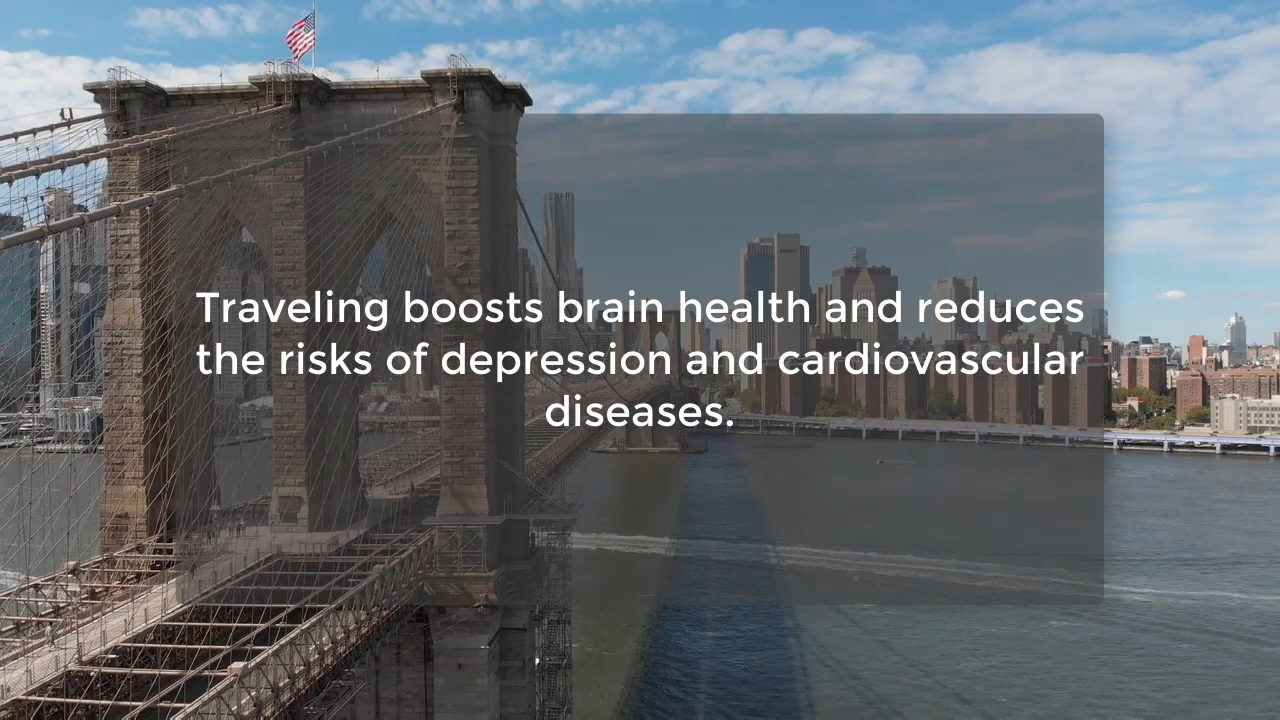 Traveling boosts brain health and reduces
the risks of depression and cardiovascular
diseases.